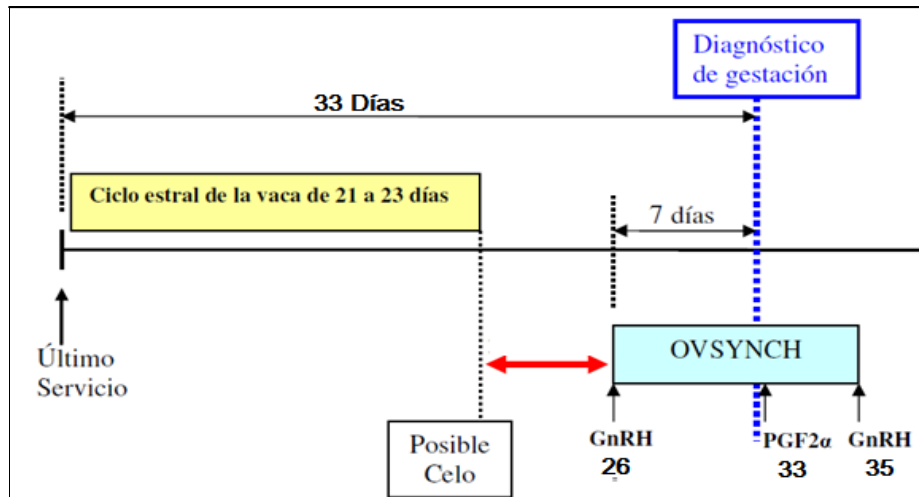 Diagnóstico
de gestación
33 Días
Ciclo estral de la vaca de 21 a 23 días
7 días
Último
Servicio
OVSYNCH
Posible
Celo
GnRH
26
PGF2α
33
GnRH
35